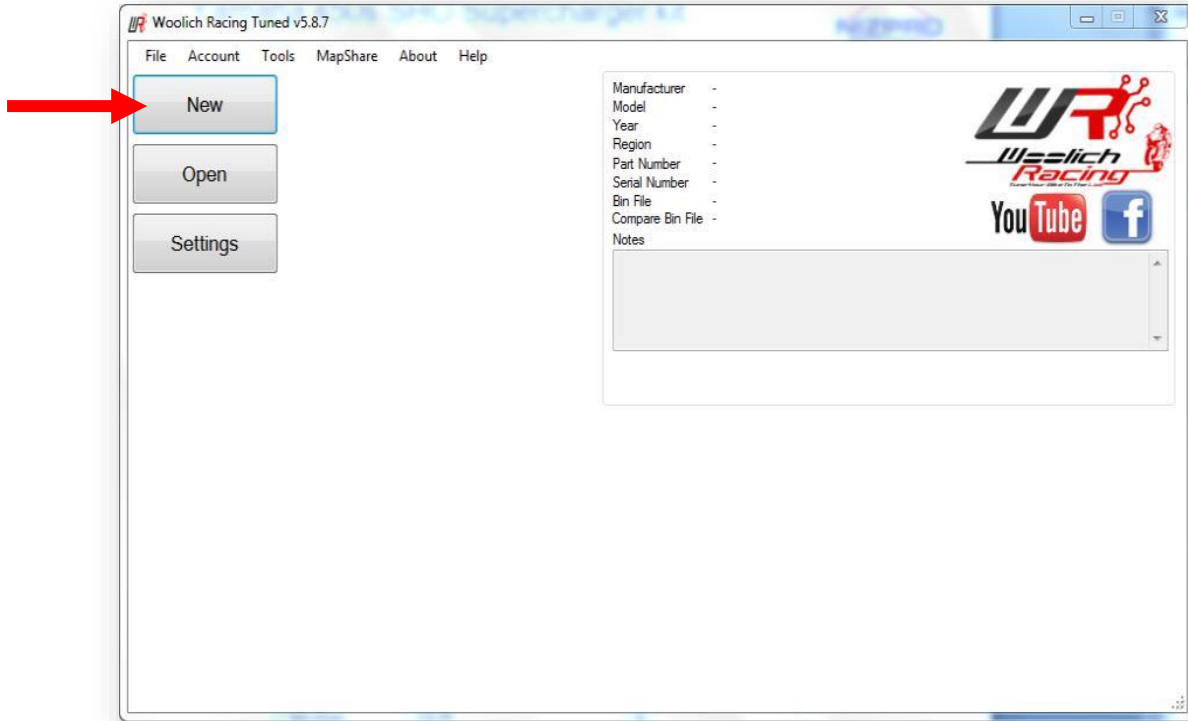 Woolich Racing Tuned v5.8.7
File Account Tools MapShare About Help
New
Open
Settings
Manufacturer -
Model -
Year -
Region -
Part Number -
Serial Number -
Bin File -
Compare Bin File -
Notes
WR
Woolich
Racing
YouTube
f